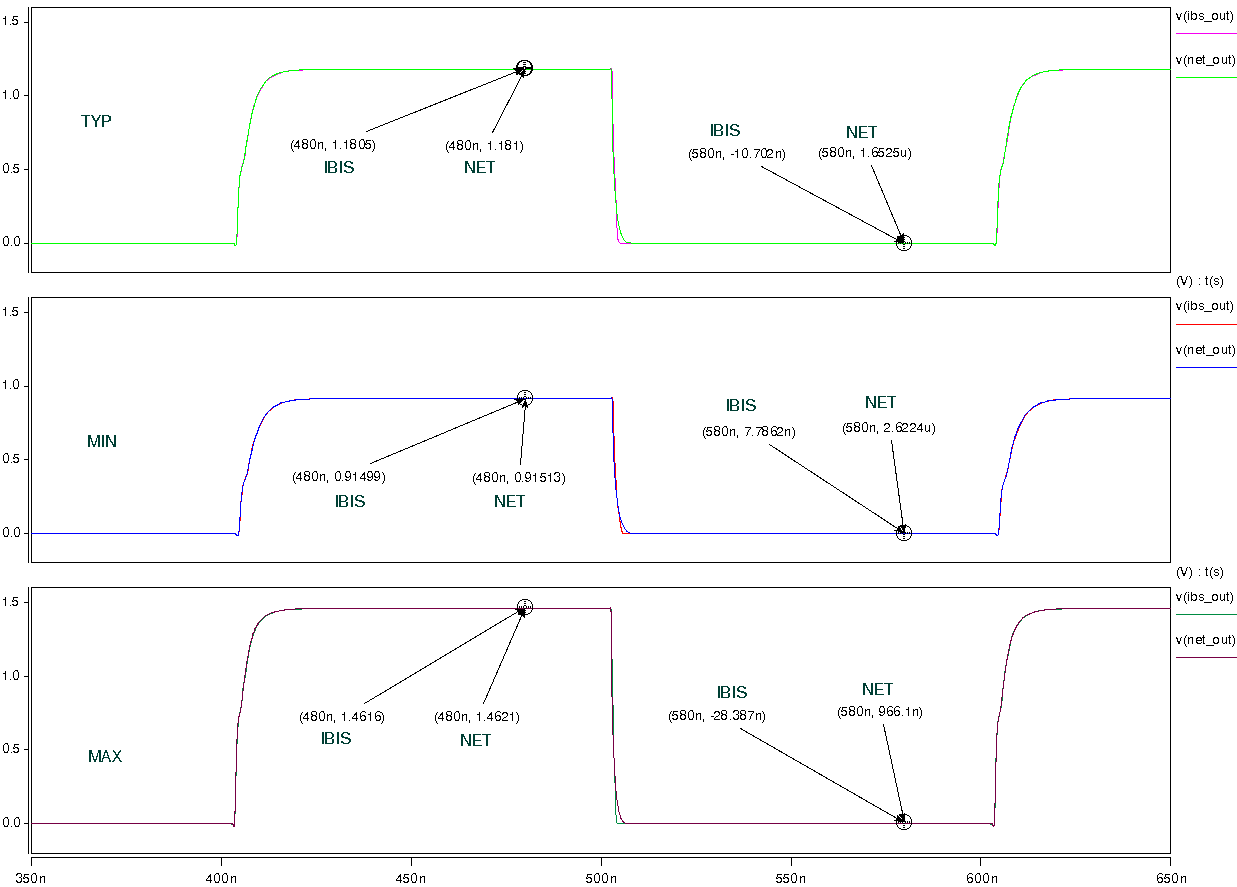 1.5
v(ibs_out)
v(net_out)
1.0
TYP
IBIS
NET
(480n, 1.1805)
(480n, 1.181)
(580n, -10.702n)
(580n, 1.6525u)
IBIS
NET
0.5
0.0
(V) : t(s)
1.5
v(ibs_out)
v(net_out)
1.0
IBIS
NET
(580n, 7.7862n)
(580n, 2.6224u)
MIN
0.5
(480n, 0.91499)
(480n, 0.91513)
IBIS
NET
0.0
(V) : t(s)
1.5
v(ibs_out)
v(net_out)
1.0
IBIS
NET
(480n, 1.4616)
(480n, 1.4621)
(580n, -28.387n)
(580n, 966.1n)
IBIS
NET
MAX
0.5
0.0
350n
400n
450n
500n
550n
600n
650n